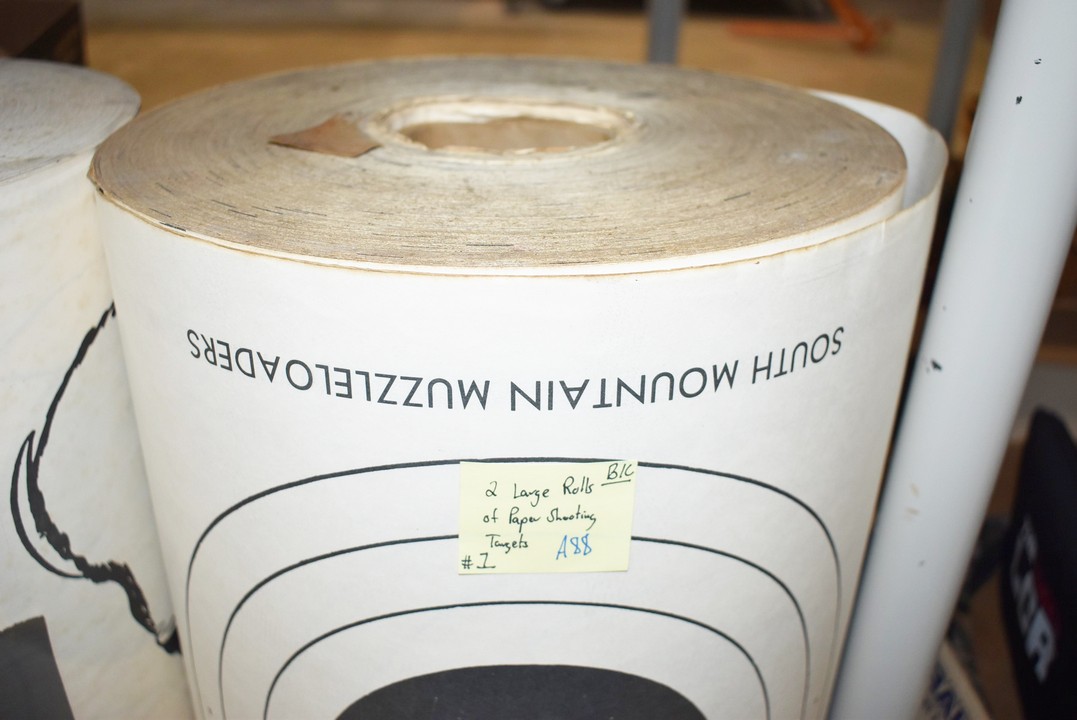 SOUTH MOUNTAIN MUZZLELOADERS
B/C
2 Large Rolls
of Paper Shooting
Targets A88
#1